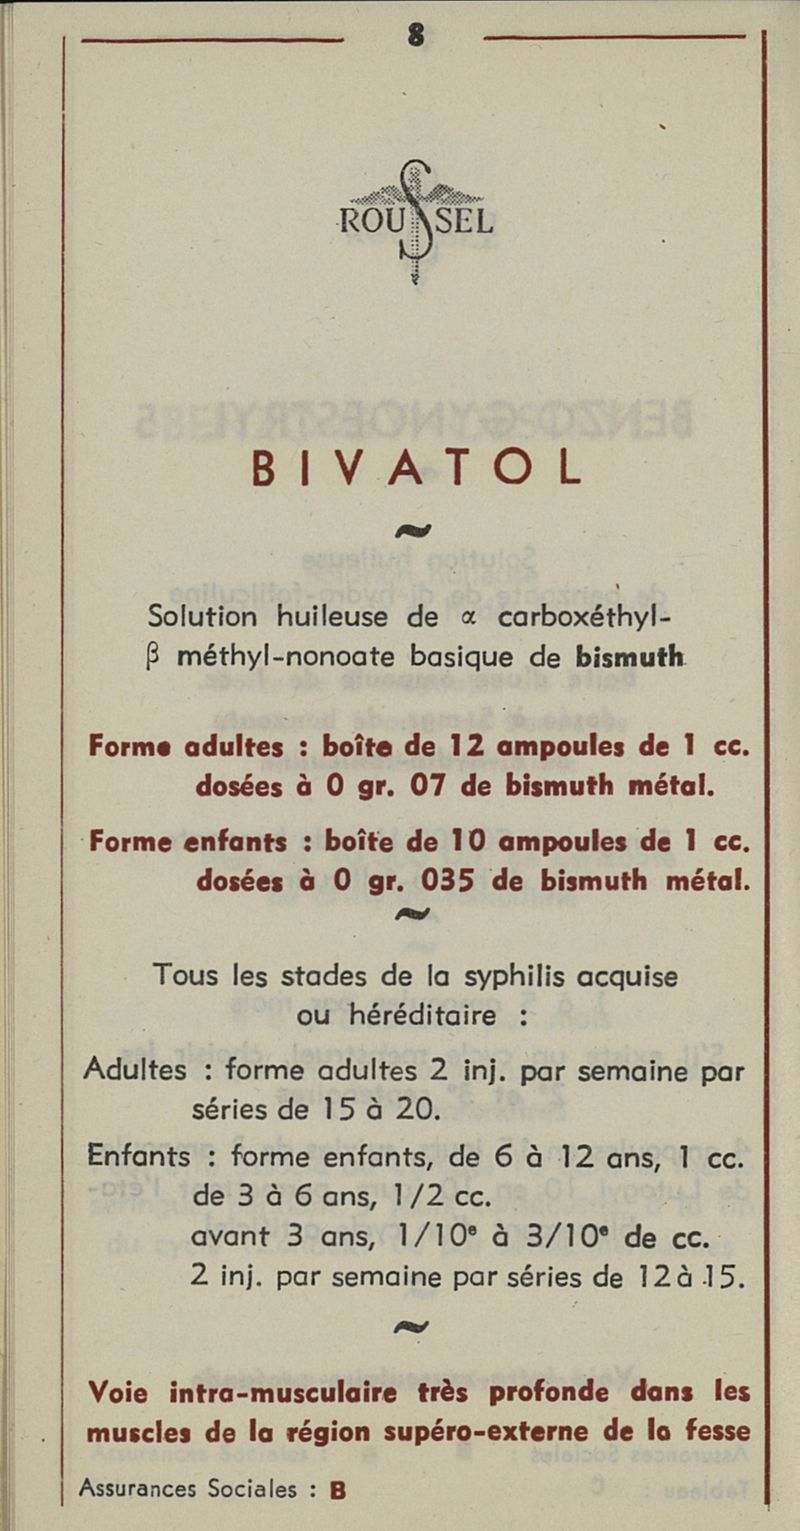 8
ROUSSEL
BIVATOL
Solution huileuse de α carboxéthyl-
β méthyl-nonoate basique de bismuth
Forme adultes : boîte de 12 ampoules de 1 cc.
dosées à 0 gr. 07 de bismuth métal.
Forme enfants : boîte de 10 ampoules de 1 cc.
dosées à 0 gr. 035 de bismuth métal.
Tous les stades de la syphilis acquise
ou héréditaire :
Adultes : forme adultes 2 inj. par semaine par
séries de 15 à 20.
Enfants : forme enfants, de 6 à 12 ans, 1 cc.
de 3 à 6 ans, 1/2 cc.
avant 3 ans, 1/10e à 3/10e de cc.
2 inj. par semaine par séries de 12 à 15.
Voie intra-musculaire très profonde dans les
muscles de la région supéro-externe de la fesse
Assurances Sociales : B